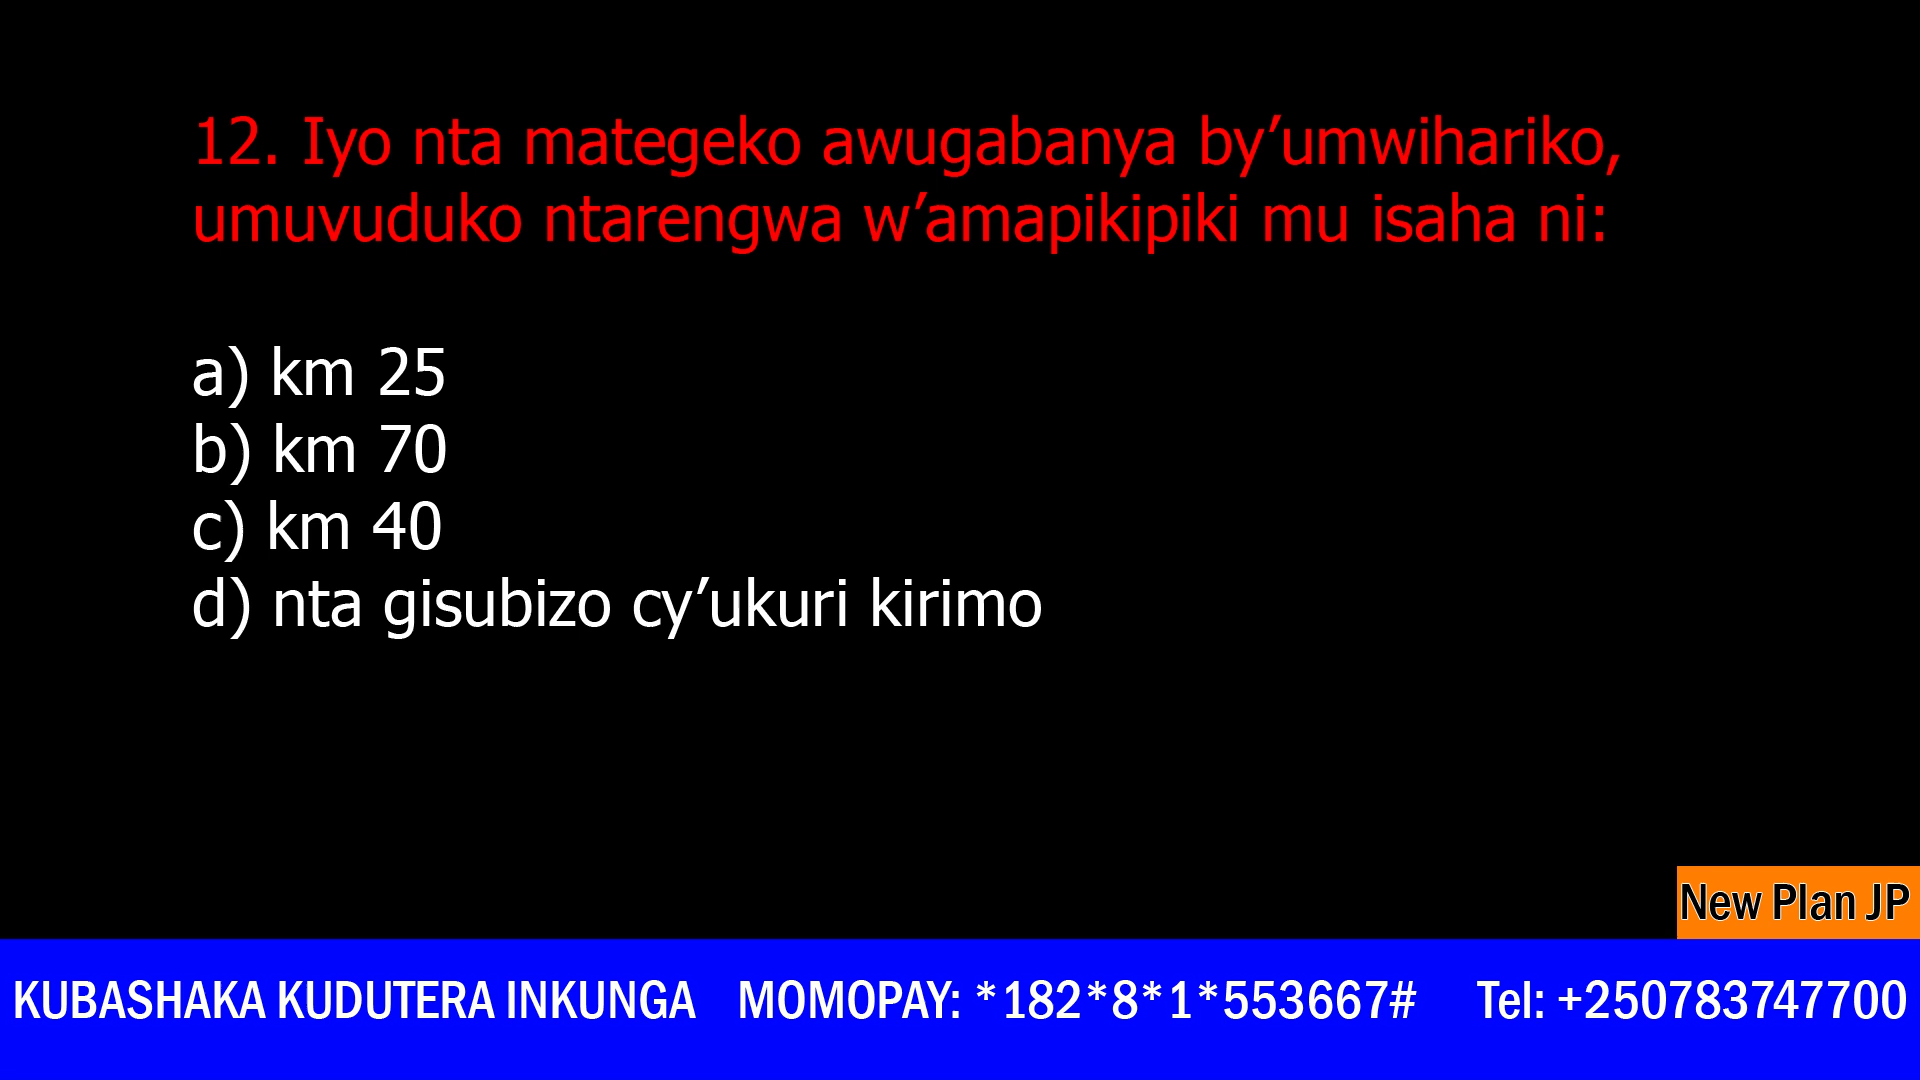 12. Iyo nta mategeko awugabanya by’umwihariko,
umuvuduko ntarengwa w’amapikipiki mu isaha ni:
a) km 25
b) km 70
c) km 40
d) nta gisubizo cy’ukuri kirimo
New Plan JP
KUBASHAKA KUDUTERA INKUNGA MOMOPAY: *182*8*1*553667# Tel: +250783747700